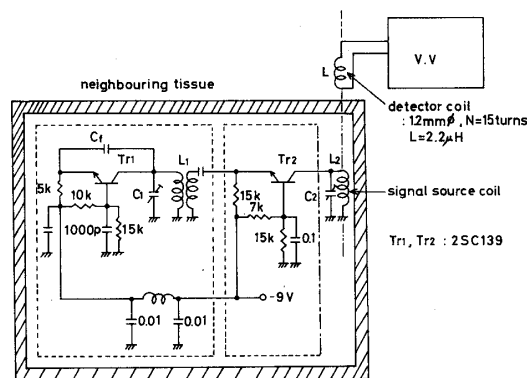 V.V
L
neighbouring tissue
detector coil
: 1.2mmφ, N=15turns
L=2.2μH
Cf
Tr1
L1
Tr2
L2
5k
10k
C1
15k
7k
C2
signal source coil
1000p
15k
15k
0.1
Tr1, Tr2 : 2SC139
-9V
0.01
0.01